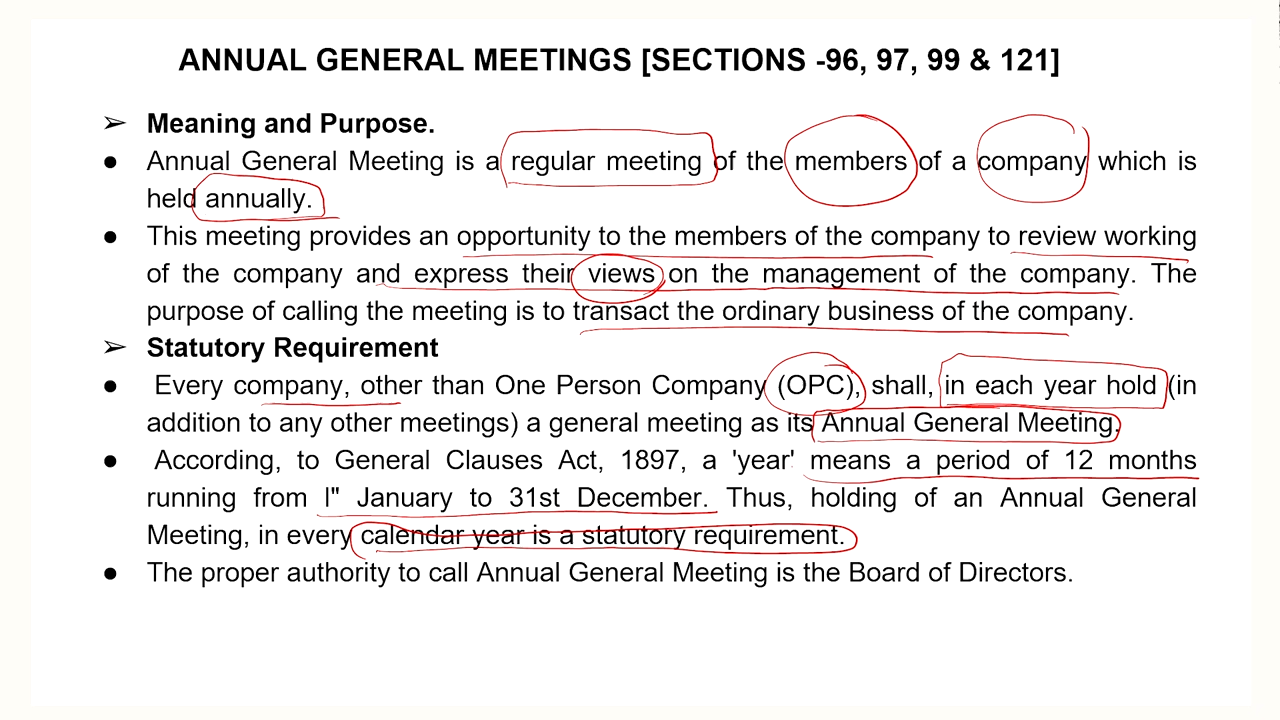 ANNUAL GENERAL MEETINGS [SECTIONS -96, 97, 99 & 121]
➢ Meaning and Purpose.
● Annual General Meeting is a regular meeting of the members of a company which is
held annually.
● This meeting provides an opportunity to the members of the company to review working
of the company and express their views on the management of the company. The
purpose of calling the meeting is to transact the ordinary business of the company.
➢ Statutory Requirement
● Every company, other than One Person Company (OPC), shall, in each year hold (in
addition to any other meetings) a general meeting as its Annual General Meeting.
● According, to General Clauses Act, 1897, a 'year' means a period of 12 months
running from l" January to 31st December. Thus, holding of an Annual General
Meeting, in every calendar year is a statutory requirement.
● The proper authority to call Annual General Meeting is the Board of Directors.